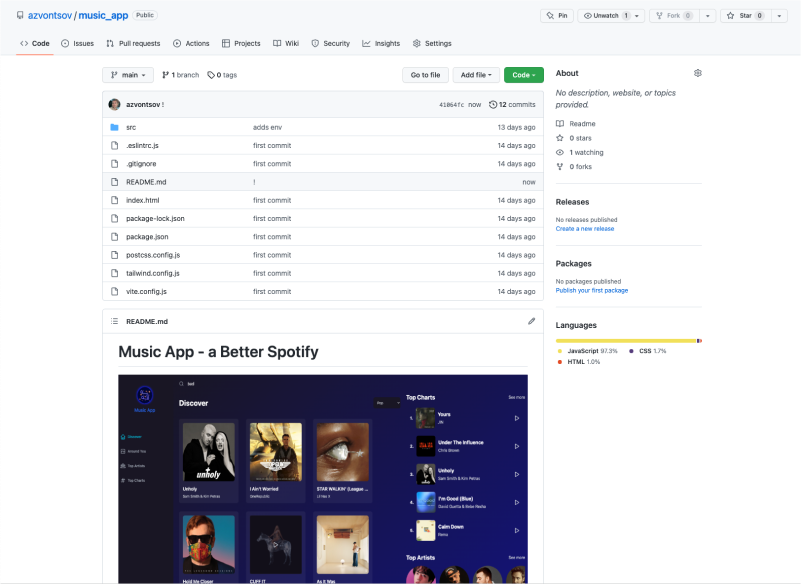 azvontsov / music_app Public
Pin Unwatch 1 Fork 0 Star 0
Code Issues Pull requests Actions Projects Wiki Security Insights Settings
main 1 branch 0 tags Go to file Add file Code
azvontsov ! 41064fc now 12 commits
src adds env 13 days ago
.eslintrc.js first commit 14 days ago
.gitignore first commit 14 days ago
README.md ! now
index.html first commit 14 days ago
package-lock.json first commit 14 days ago
package.json first commit 14 days ago
postcss.config.js first commit 14 days ago
tailwind.config.js first commit 14 days ago
vite.config.js first commit 14 days ago
README.md
Music App - a Better Spotify
Music App
Discover
Around You
Top Artists
Top Charts
Discover
Pop
unholy
Unholy
Sam Smith & Kim Petras
I Ain't Worried
OneRepublic
STAR WALKIN' (League ...
Lil Nas X
Hold Me Closer
CUFF IT
As It Was
Top Charts See more
1. Yours
JIN
2. Under The Influence
Chris Brown
3. Unholy
Sam Smith & Kim Petras
4. I'm Good (Blue)
David Guetta & Bebe Rexha
5. Calm Down
Rema
Top Artists See more
About
No description, website, or topics
provided.
Readme
0 stars
1 watching
0 forks
Releases
No releases published
Create a new release
Packages
No packages published
Publish your first package
Languages
JavaScript 97.3% CSS 1.7%
HTML 1.0%